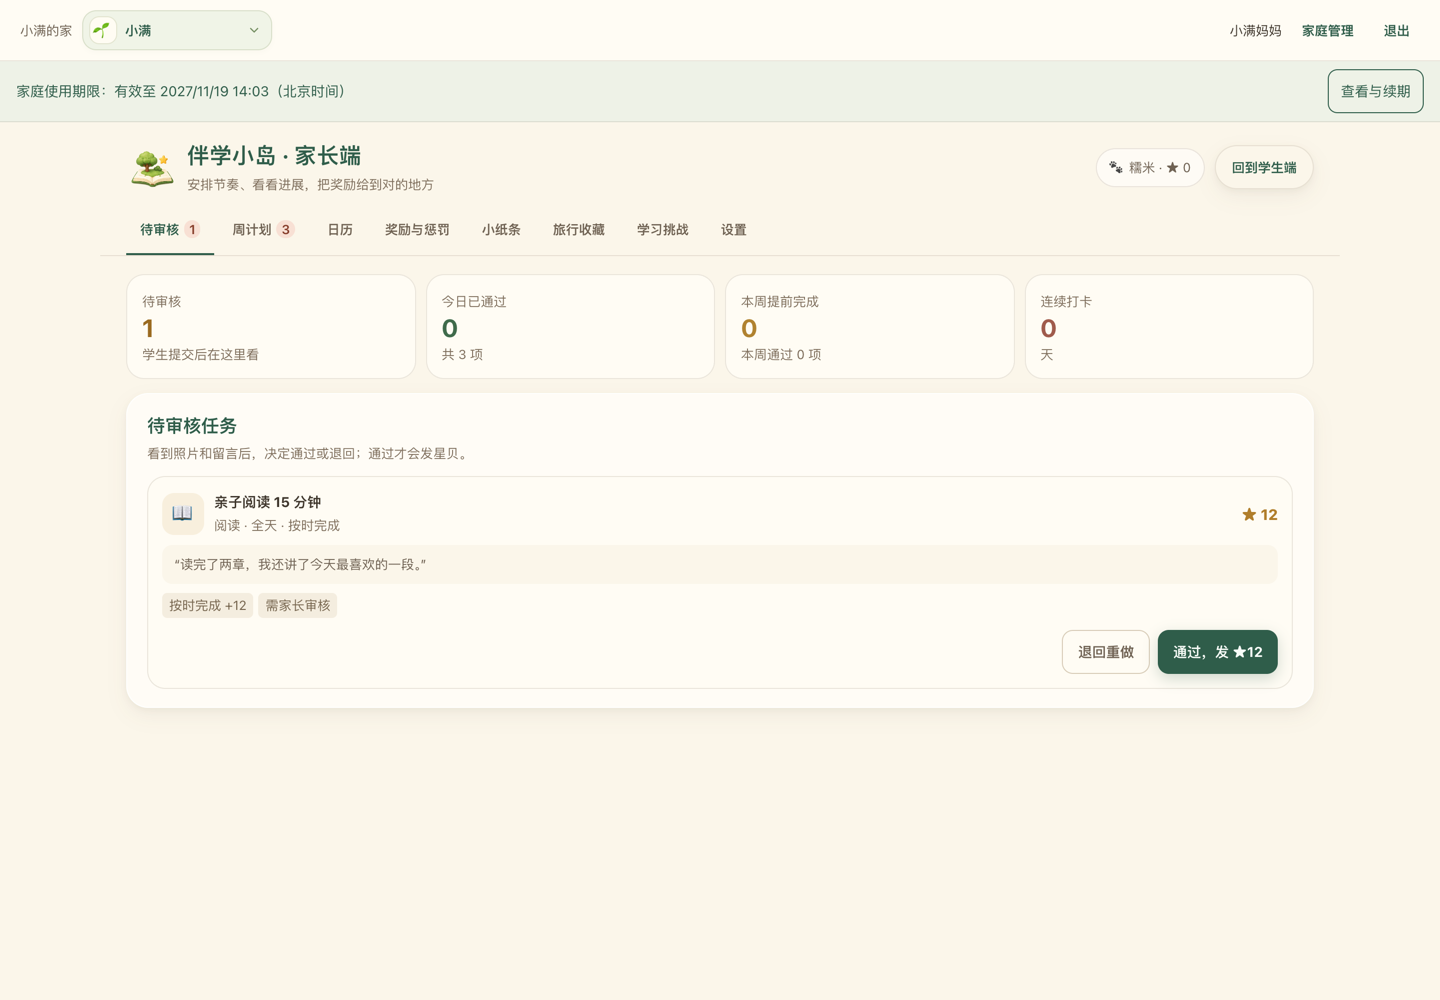 小满的家
小满
小满妈妈
家庭管理
退出
家庭使用期限：有效至 2027/11/19 14:03（北京时间）
查看与续期
伴学小岛 · 家长端
安排节奏、看看进展，把奖励给到对的地方
糯米 · ★ 0
回到学生端
待审核 1
周计划 3
日历
奖励与惩罚
小纸条
旅行收藏
学习挑战
设置
待审核
1
学生提交后在这里看
今日已通过
0
共 3 项
本周提前完成
0
本周通过 0 项
连续打卡
0
天
待审核任务
看到照片和留言后，决定通过或退回；通过才会发星贝。
亲子阅读 15 分钟
阅读 · 全天 · 按时完成
★ 12
“读完了两章，我还讲了今天最喜欢的一段。”
按时完成 +12
需家长审核
退回重做
通过，发 ★12